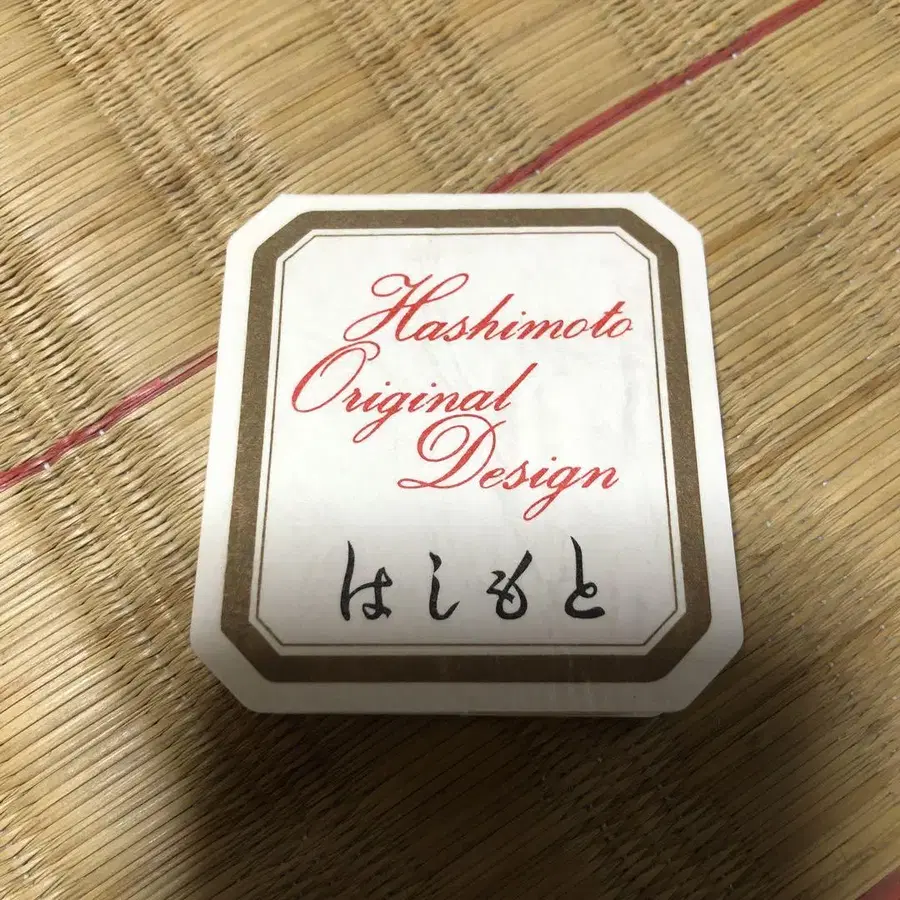 Hashimoto
Original
Design
はしもと